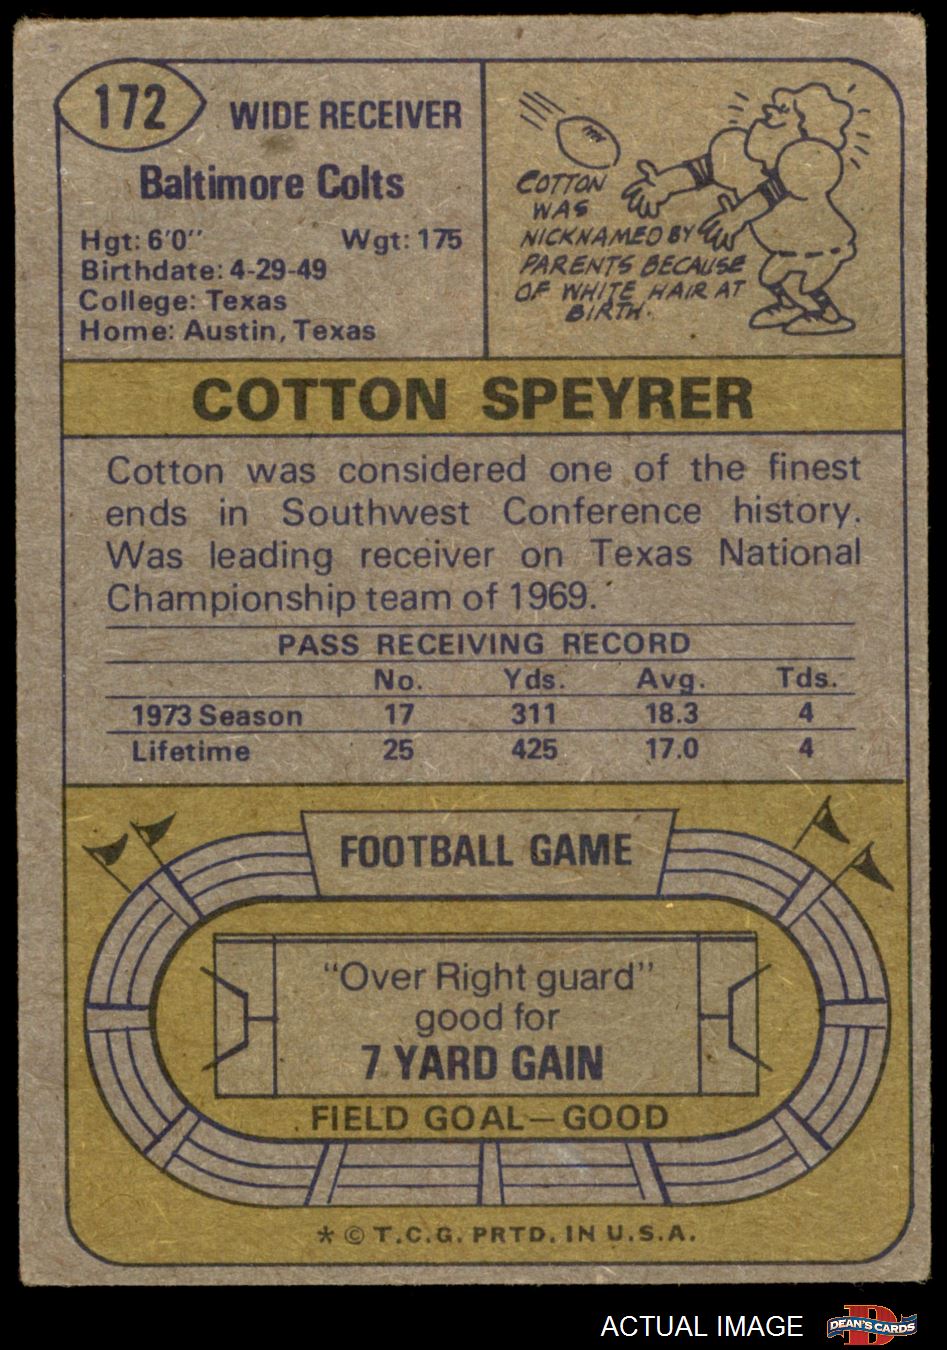 172
WIDE RECEIVER
Baltimore Colts
Hgt: 6'0" Wgt: 175
Birthdate: 4-29-49
College: Texas
Home: Austin, Texas
COTTON
WAS
NICKNAMED BY
PARENTS BECAUSE
OF WHITE HAIR AT
BIRTH.
COTTON SPEYRER
Cotton was considered one of the finest
ends in Southwest Conference history.
Was leading receiver on Texas National
Championship team of 1969.
PASS RECEIVING RECORD
No. Yds. Avg. Tds.
1973 Season 17 311 18.3 4
Lifetime 25 425 17.0 4
FOOTBALL GAME
"Over Right guard"
good for
7 YARD GAIN
FIELD GOAL—GOOD
* © T.C.G. PRTD. IN U.S.A.
ACTUAL IMAGE
DEAN'S CARDS